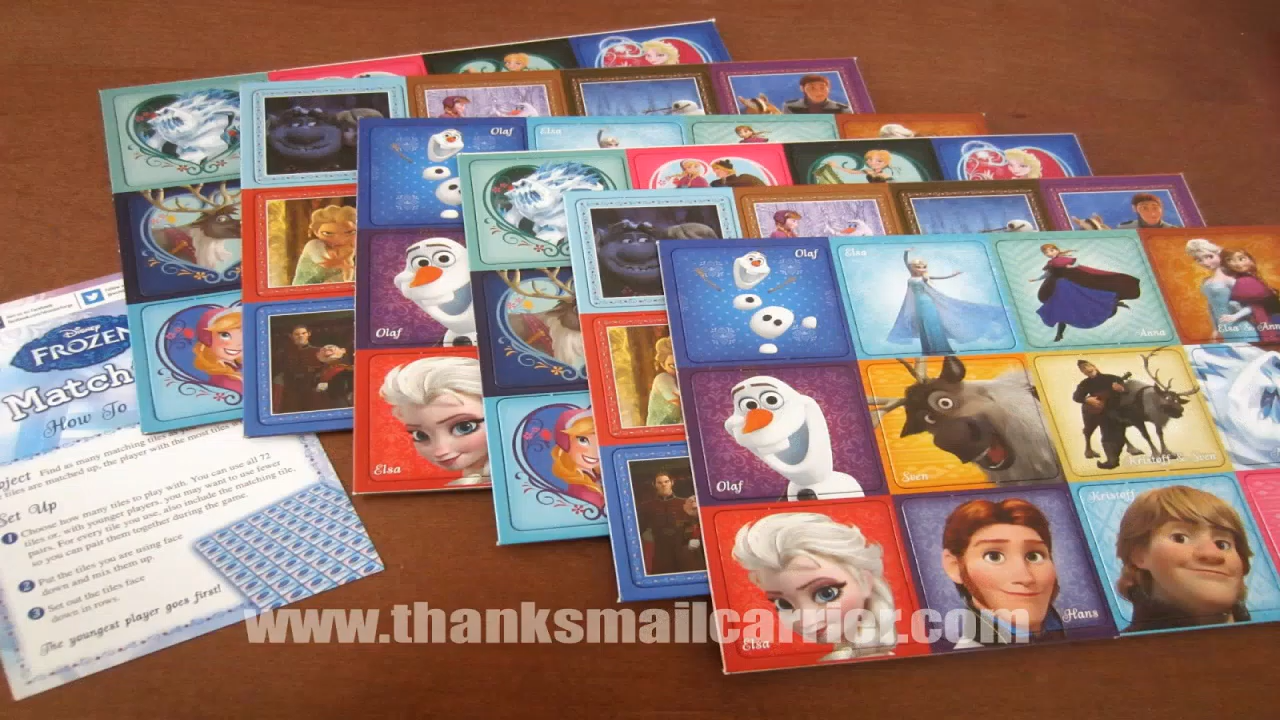 Disney
FROZEN
Match
How To
Find as many matching tiles as
tiles are matched up, the player with the most tiles
Set Up
1 Choose how many tiles to play with. You can use all 72
tiles or, with younger players, you may want to use fewer
pairs. For every tile you use, also include the matching tile,
so you can pair them together during the game.
2 Put the tiles you are using face
down and mix them up.
3 Set out the tiles face
down in rows.
The youngest player goes first!
Olaf
Elsa
Olaf
Elsa
Olaf
Elsa
Anna
Elsa & Anna
Olaf
Sven
Kristoff & Sven
Elsa
Hans
Kristoff
www.thanksmailcarrier.com